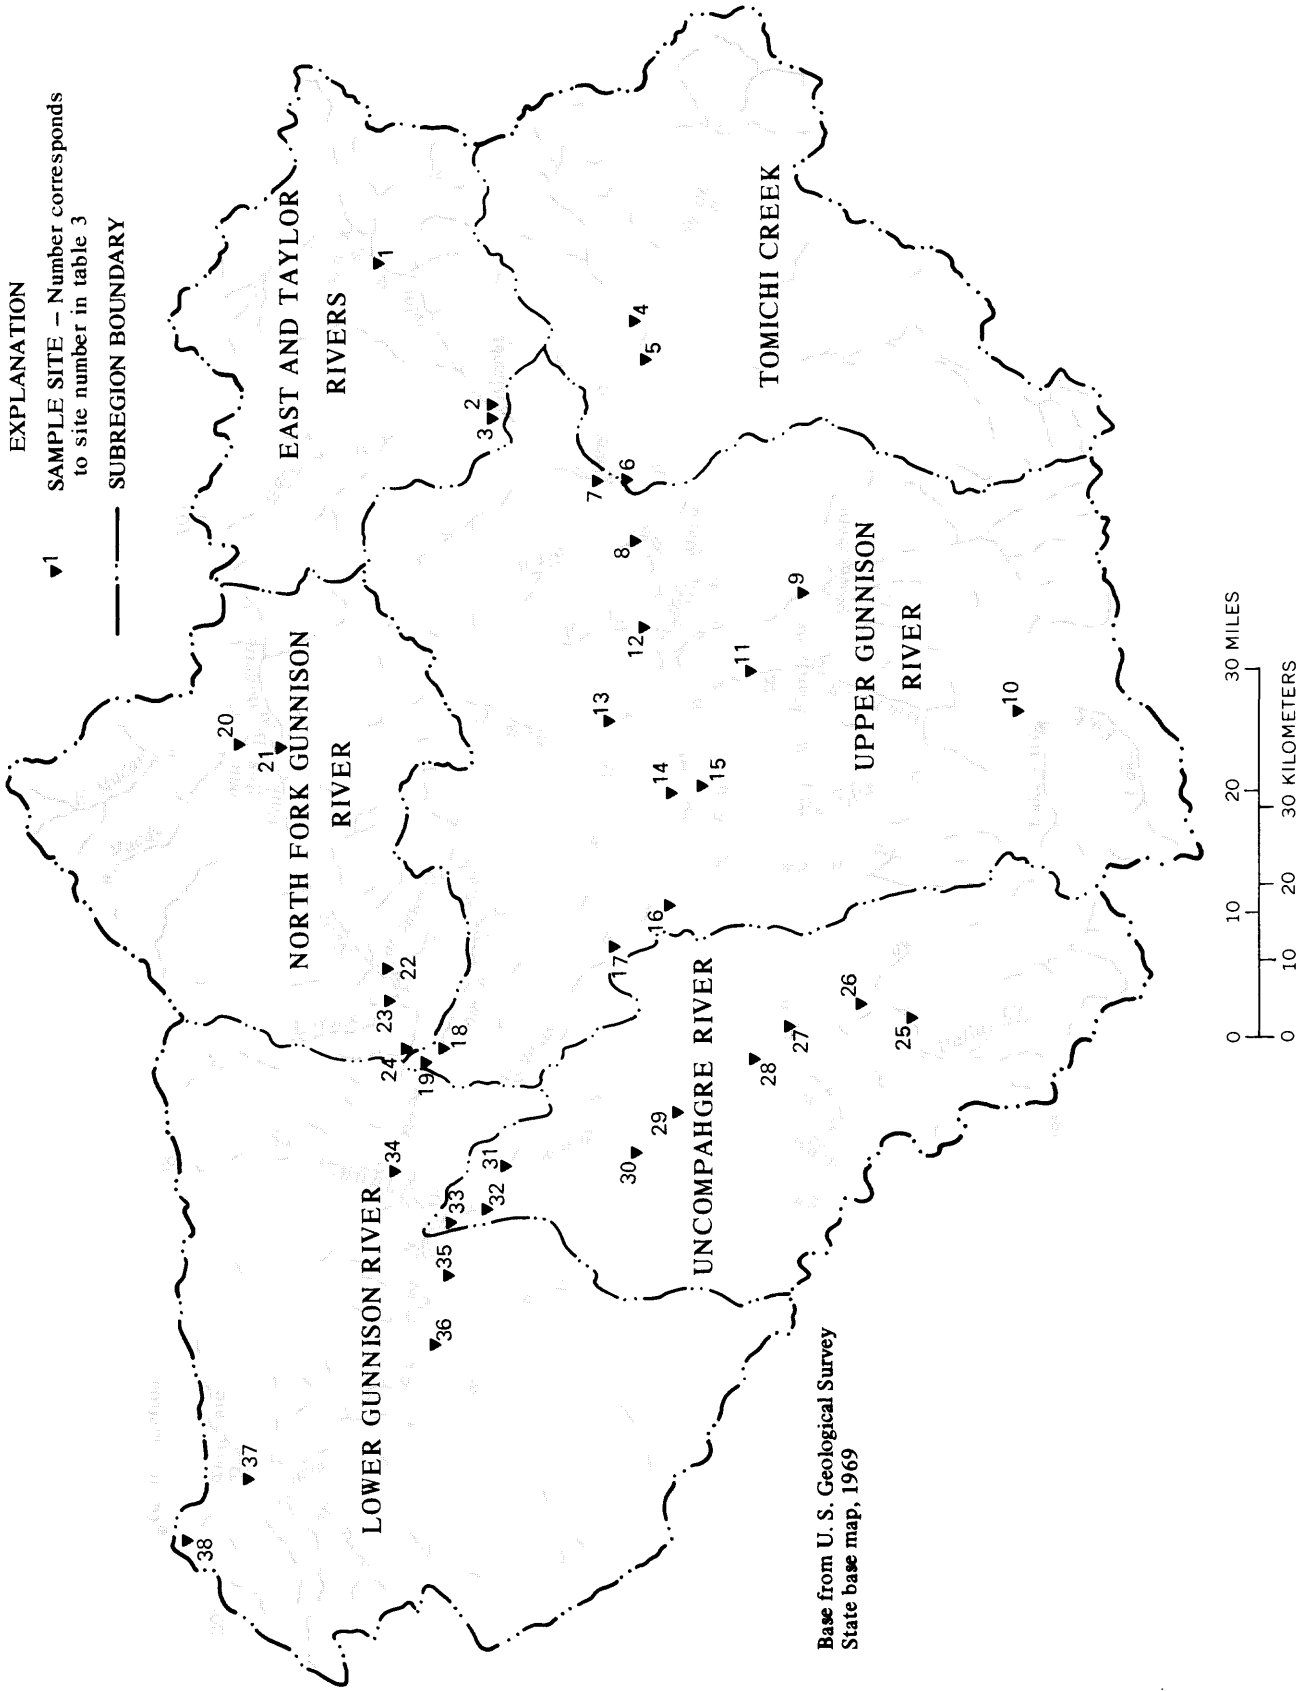 EXPLANATION
1
SAMPLE SITE – Number corresponds
to site number in table 3
SUBREGION BOUNDARY
EAST AND TAYLOR
RIVERS
1
2
3
TOMICHI CREEK
4
5
6
7
8
9
10
11
12
13
14
15
16
17
UPPER GUNNISON
RIVER
NORTH FORK GUNNISON
RIVER
18
19
20
21
22
23
24
UNCOMPAHGRE RIVER
25
26
27
28
29
30
31
32
33
LOWER GUNNISON RIVER
34
35
36
37
38
Base from U. S. Geological Survey
State base map, 1969
0 10 20 30 MILES
0 10 20 30 KILOMETERS